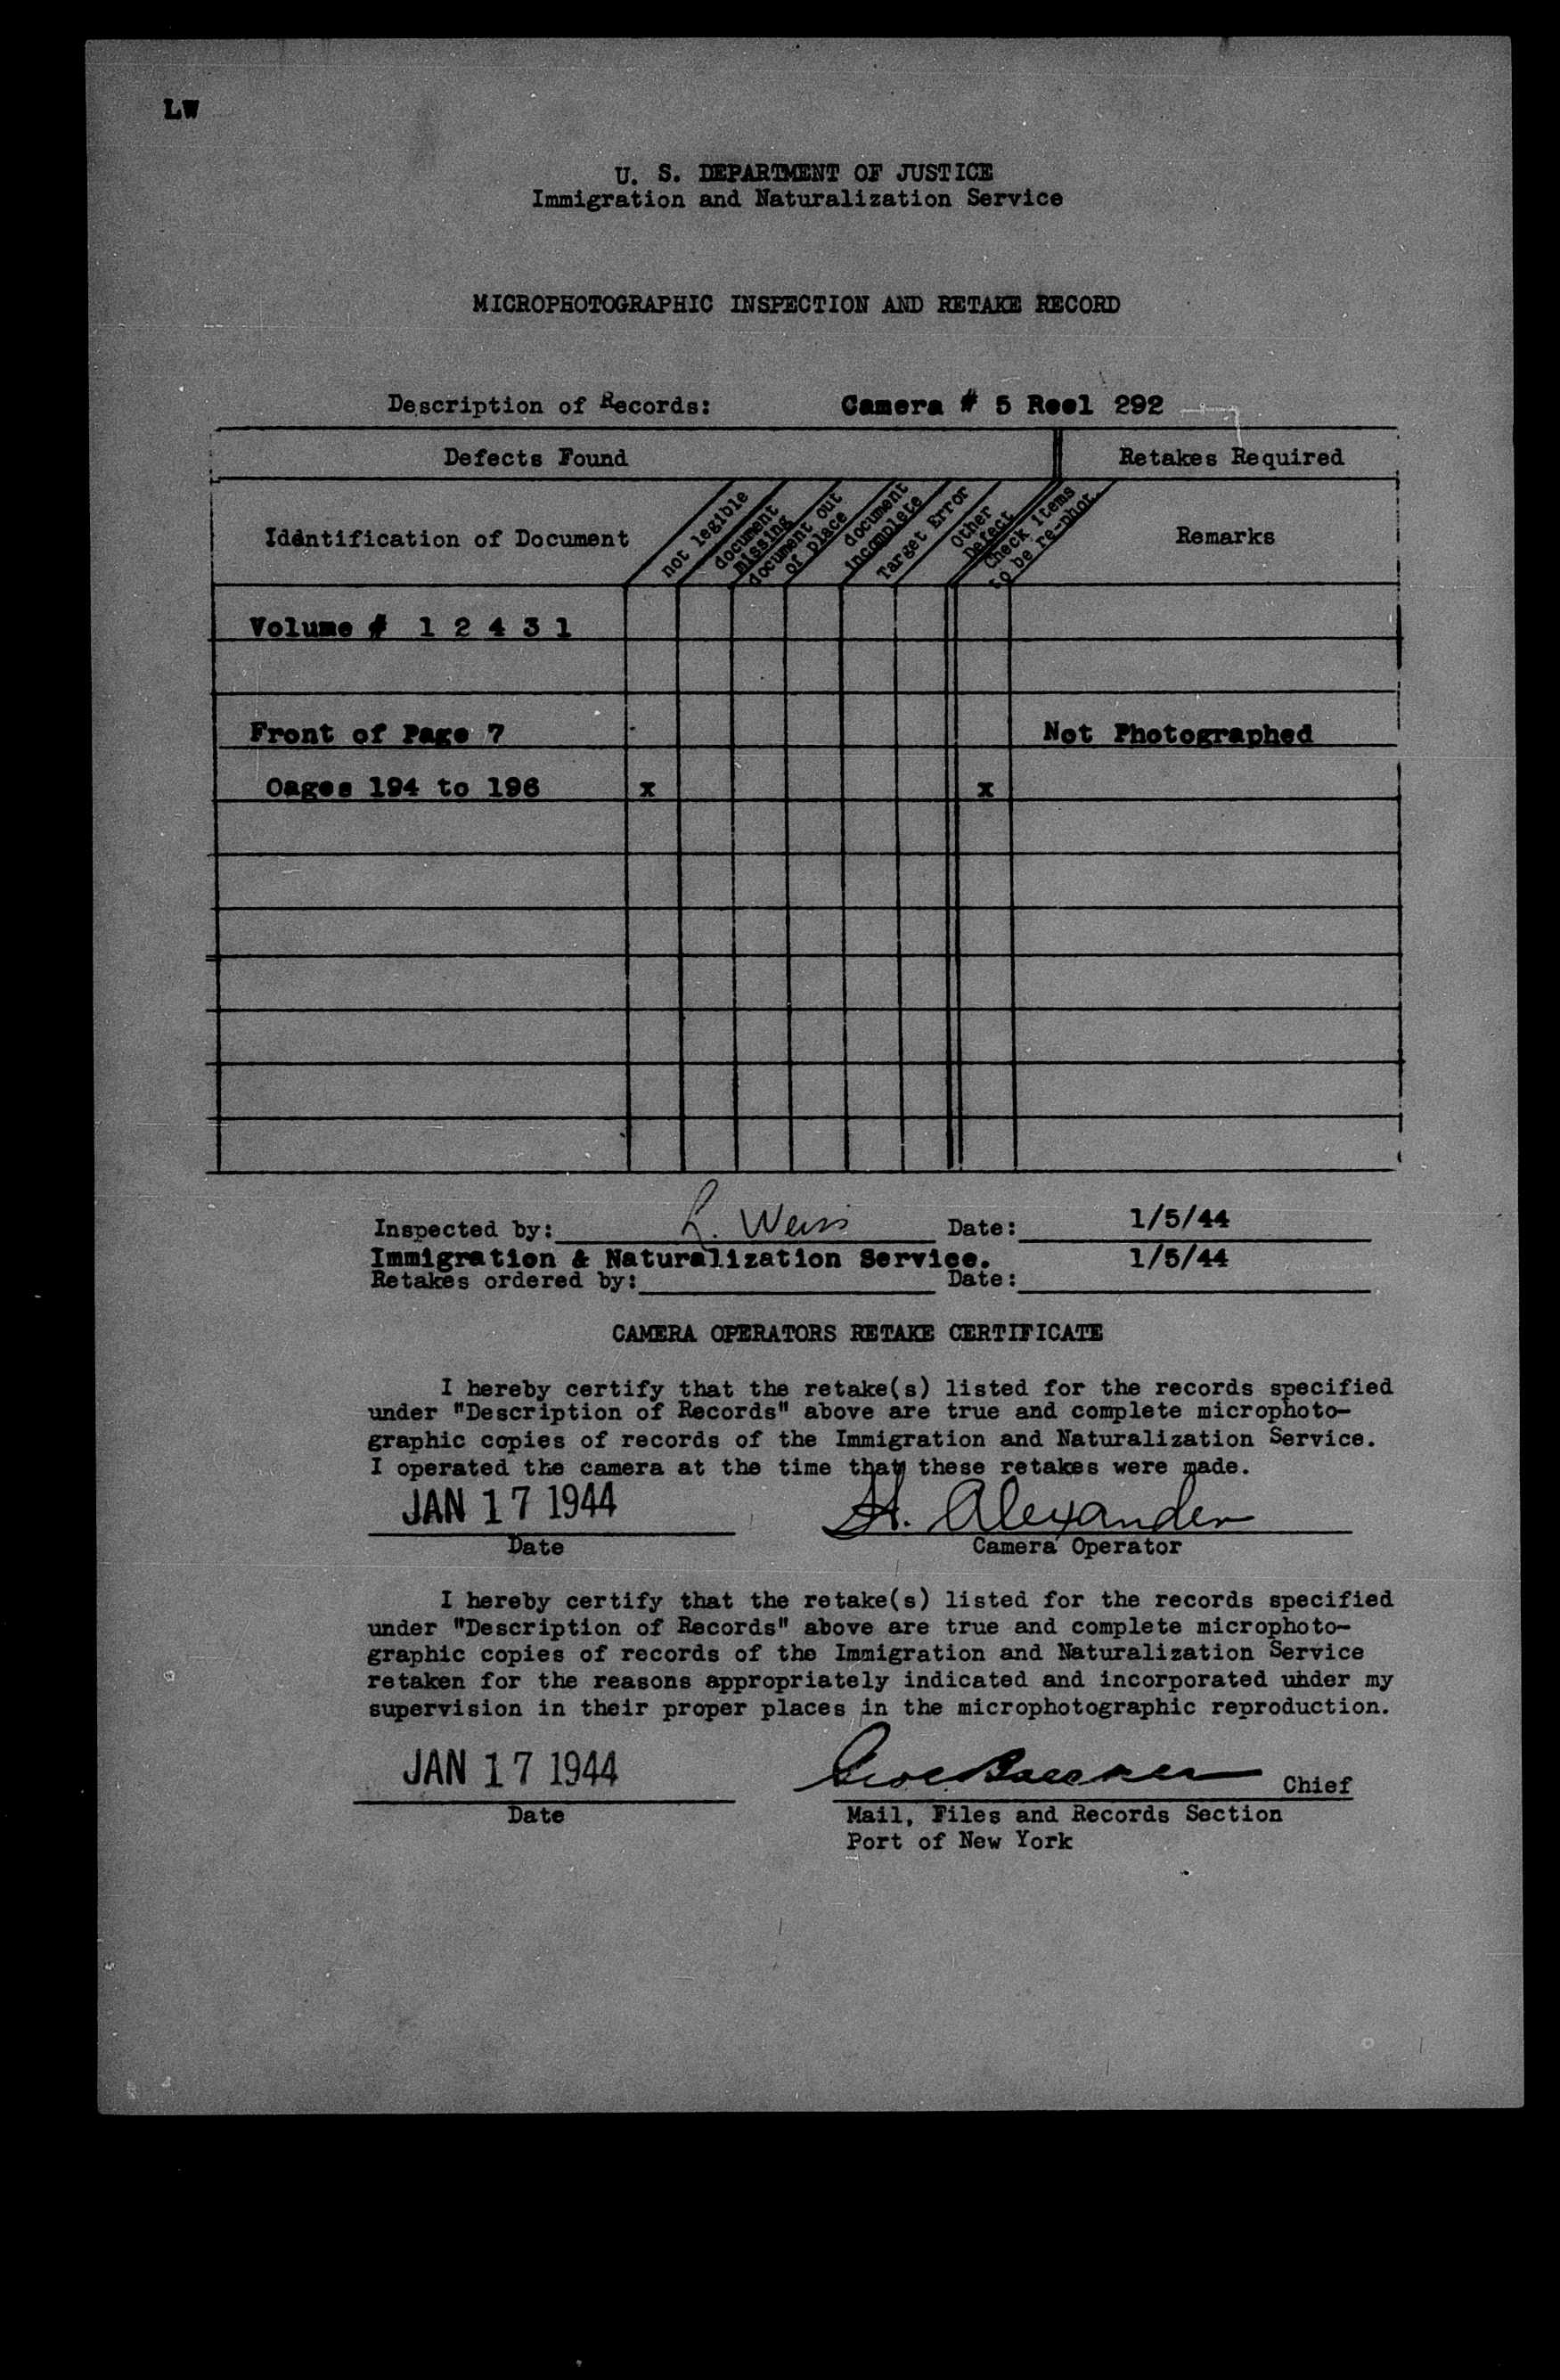 LW
U. S. DEPARTMENT OF JUSTICE
Immigration and Naturalization Service
MICROPHOTOGRAPHIC INSPECTION AND RETAKE RECORD
Description of Records: Camera # 5 Reel 292
Defects Found Retakes Required
Identification of Document
not legible
document
missing
document out
of place
document
incomplete
Target Error
Other
Defect
Check items
to be re-phot.
Remarks
Volume # 1 2 4 3 1
Front of Page 7 Not Photographed
Oages 194 to 196 x x
Inspected by: L. Weiss Date: 1/5/44
Immigration & Naturalization Service. 1/5/44
Retakes ordered by: Date:
CAMERA OPERATORS RETAKE CERTIFICATE
I hereby certify that the retake(s) listed for the records specified
under "Description of Records" above are true and complete microphoto-
graphic copies of records of the Immigration and Naturalization Service.
I operated the camera at the time that these retakes were made.
JAN 17 1944 H. Alexander
Date Camera Operator
I hereby certify that the retake(s) listed for the records specified
under "Description of Records" above are true and complete microphoto-
graphic copies of records of the Immigration and Naturalization Service
retaken for the reasons appropriately indicated and incorporated under my
supervision in their proper places in the microphotographic reproduction.
JAN 17 1944 Chief
Date Mail, Files and Records Section
Port of New York